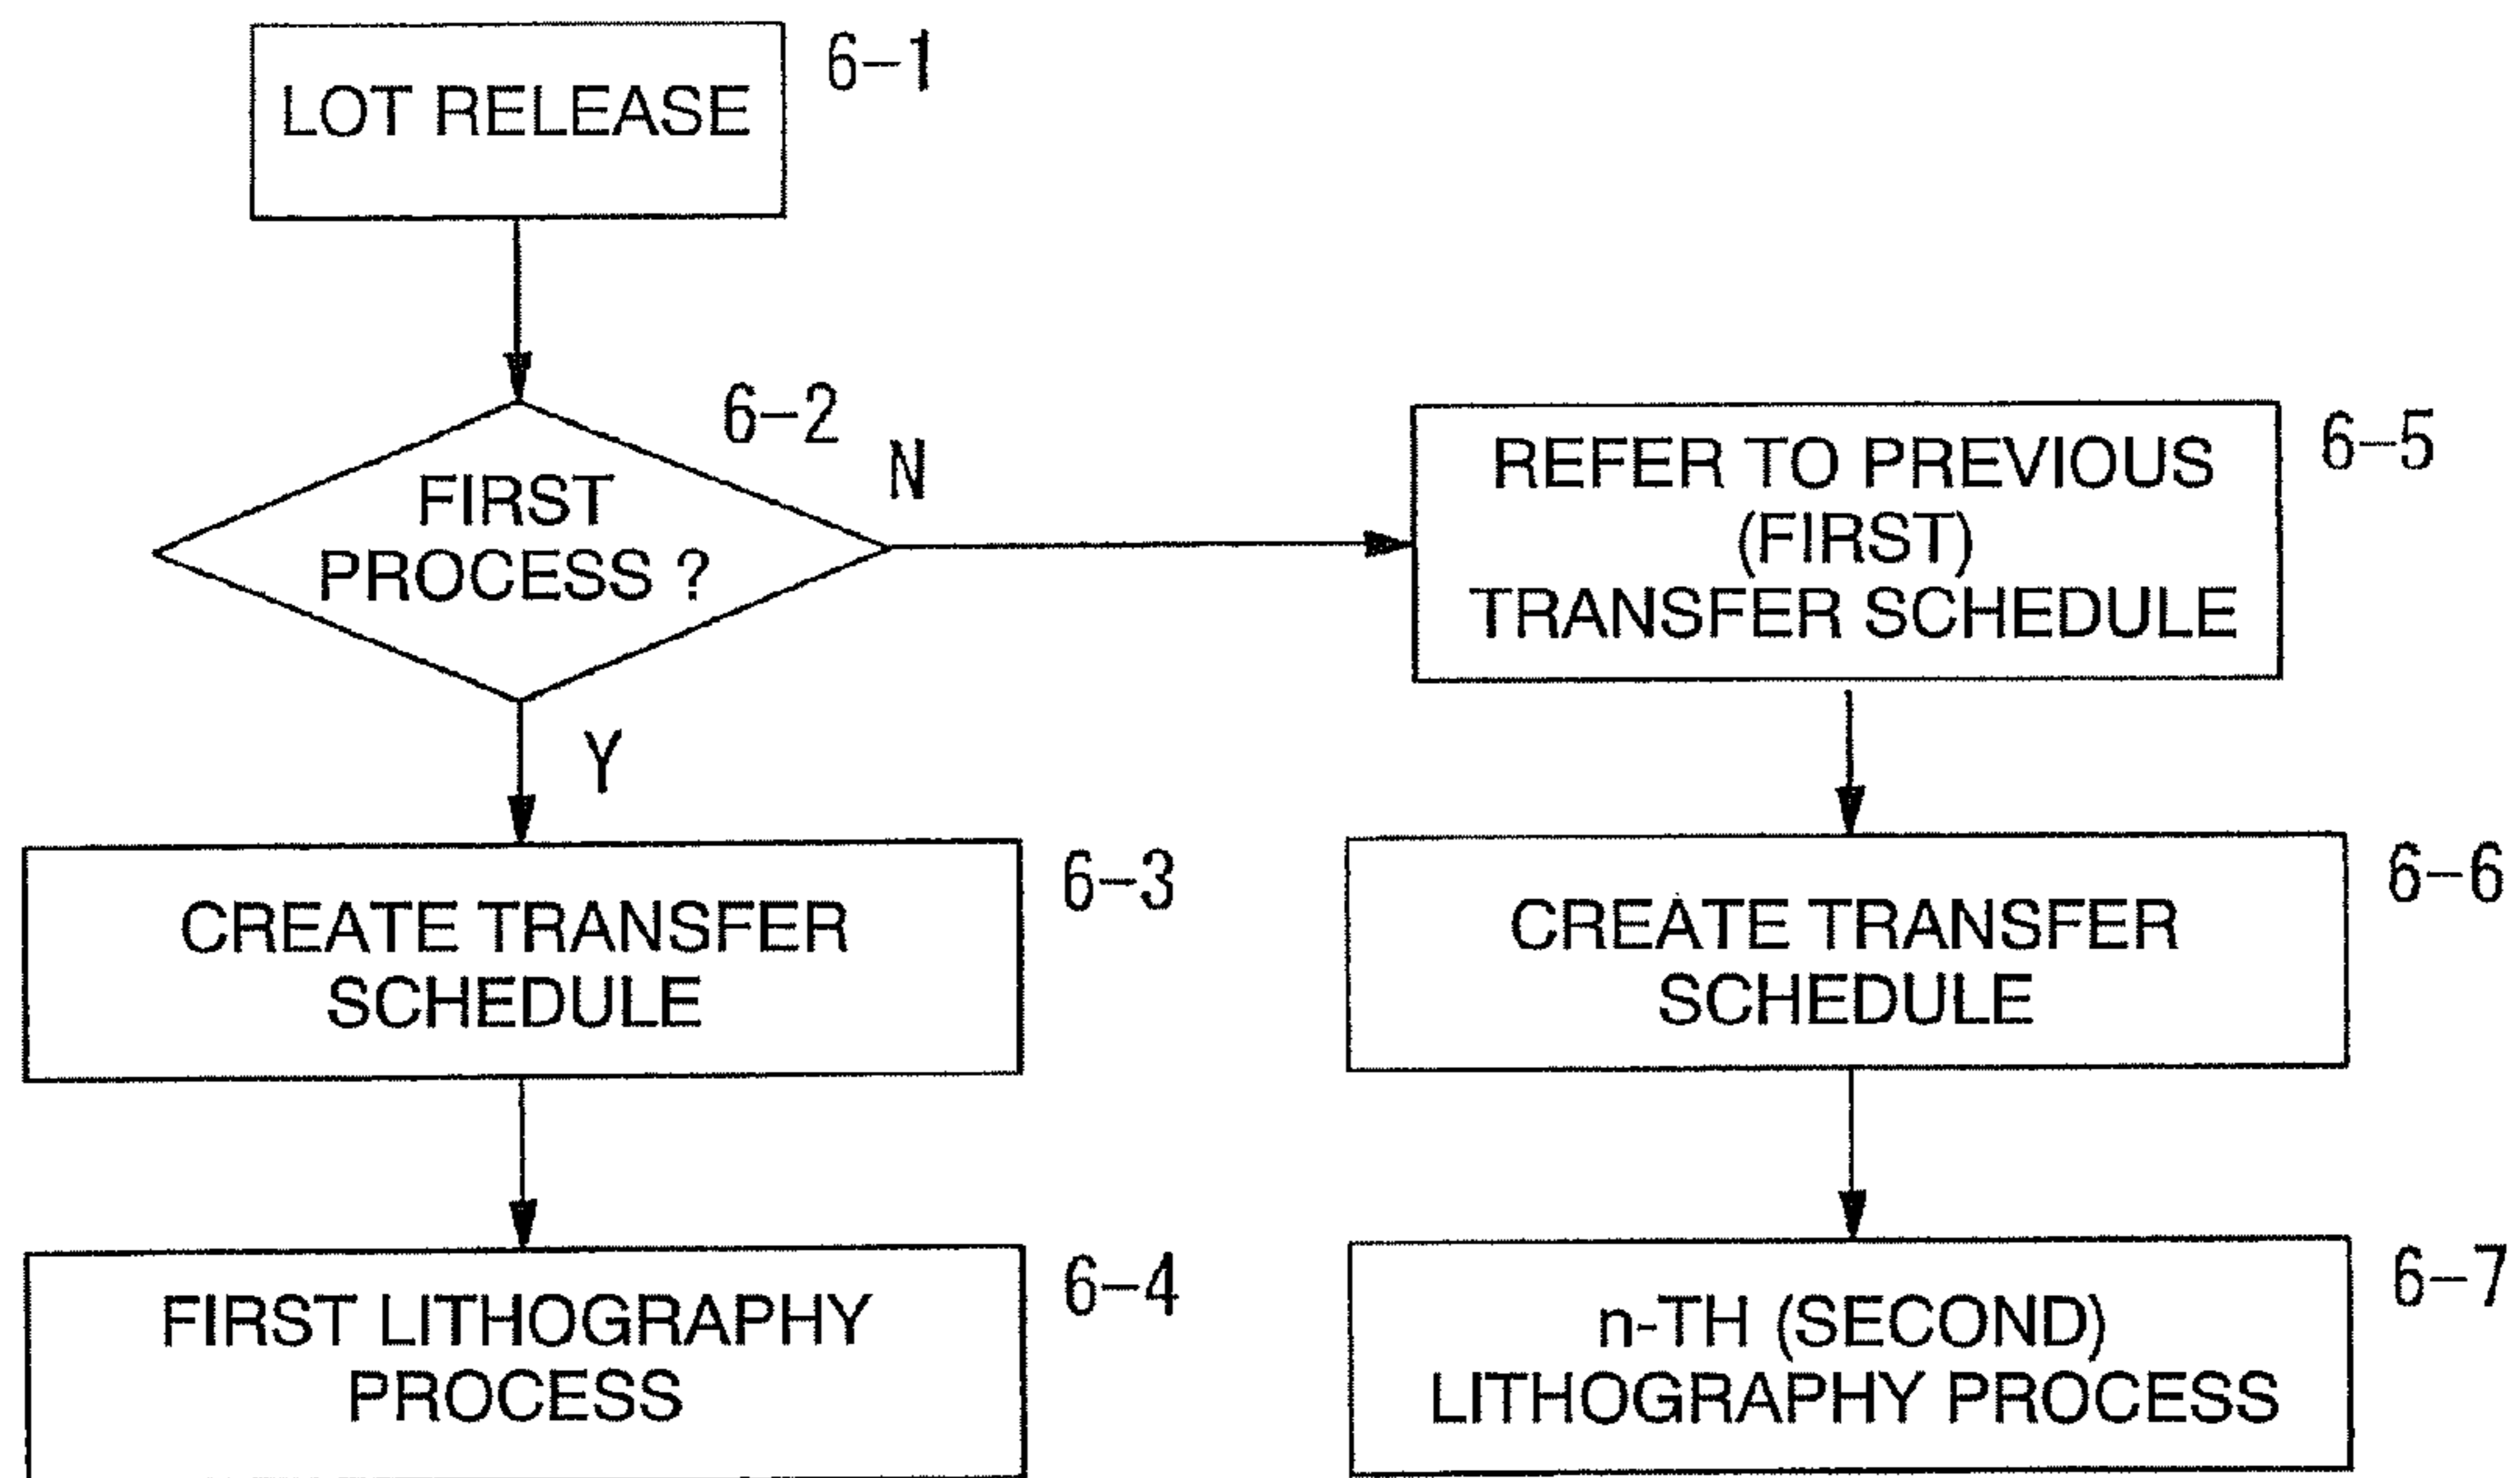 LOT RELEASE
6-1
6-2
FIRST
PROCESS ?
N
Y
CREATE TRANSFER
SCHEDULE
6-3
FIRST LITHOGRAPHY
PROCESS
6-4
REFER TO PREVIOUS
(FIRST)
TRANSFER SCHEDULE
6-5
CREATE TRANSFER
SCHEDULE
6-6
n-TH (SECOND)
LITHOGRAPHY PROCESS
6-7